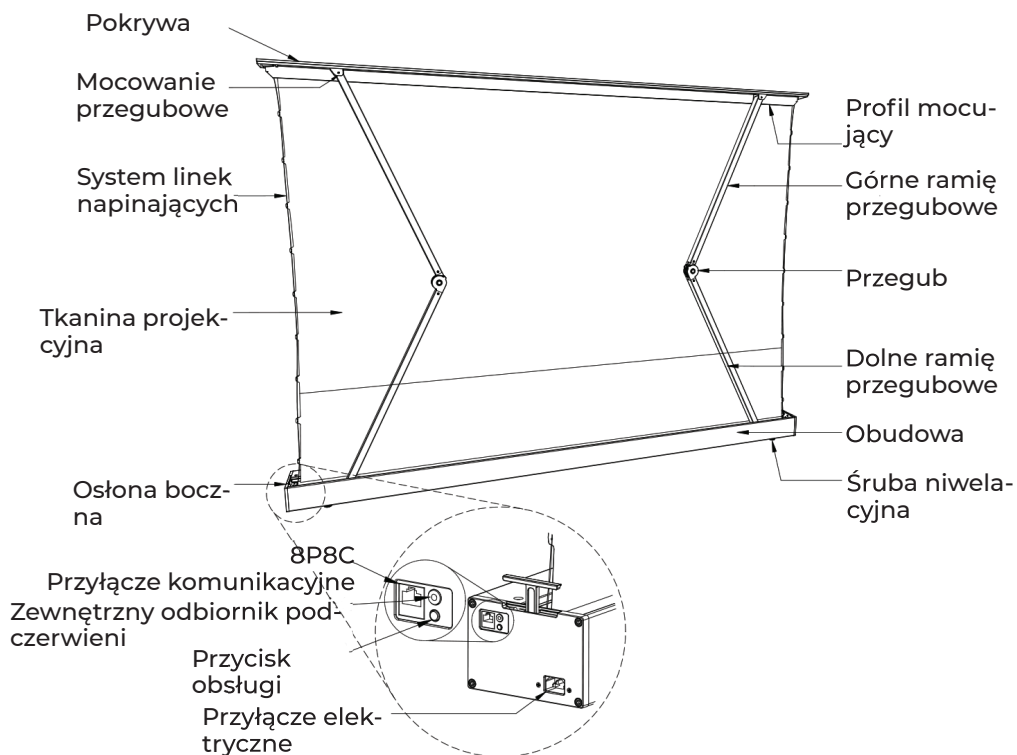 Pokrywa
Mocowanie
przegubowe
System linek
napinających
Tkanina projek-
cyjna
Osłona bocz-
na
8P8C
Przyłącze komunikacyjne
Zewnętrzny odbiornik pod-
czerwieni
Przycisk
obsługi
Przyłącze elek-
tryczne
Profil mocu-
jący
Górne ramię
przegubowe
Przegub
Dolne ramię
przegubowe
Obudowa
Śruba niwela-
cyjna